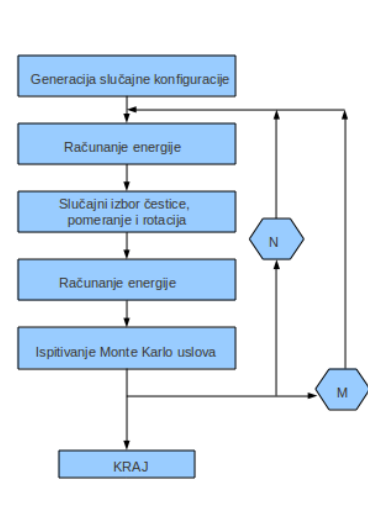 Generacija slučajne konfiguracije
Računanje energije
Slučajni izbor čestice,
pomeranje i rotacija
N
Računanje energije
Ispitivanje Monte Karlo uslova
M
KRAJ